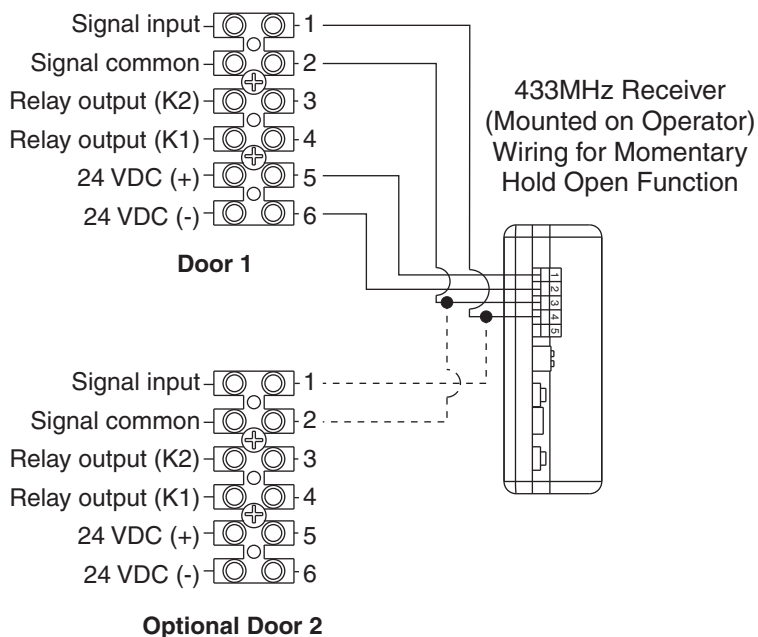 Signal input 1
Signal common 2
Relay output (K2) 3
Relay output (K1) 4
24 VDC (+) 5
24 VDC (-) 6
Door 1
433MHz Receiver
(Mounted on Operator)
Wiring for Momentary
Hold Open Function
1
2
3
4
5
Signal input 1
Signal common 2
Relay output (K2) 3
Relay output (K1) 4
24 VDC (+) 5
24 VDC (-) 6
Optional Door 2